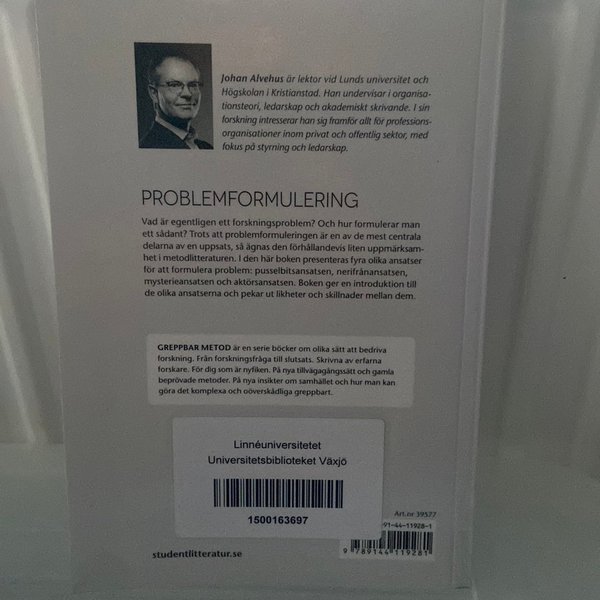 Johan Alvehus är lektor vid Lunds universitet och
Högskolan i Kristianstad. Han undervisar i organisa-
tionsteori, ledarskap och akademiskt skrivande. I sin
forskning intresserar han sig framför allt för professions-
organisationer inom privat och offentlig sektor, med
fokus på styrning och ledarskap.
PROBLEMFORMULERING
Vad är egentligen ett forskningsproblem? Och hur formulerar man
ett sådant? Trots att problemformuleringen är en av de mest centrala
delarna av en uppsats, så ägnas den förhållandevis liten uppmärksam-
het i metodlitteraturen. I den här boken presenteras fyra olika ansatser
för att formulera problem: pusselbitsansatsen, nerifrånansatsen,
mysterieansatsen och aktörsansatsen. Boken ger en introduktion till
de olika ansatserna och pekar ut likheter och skillnader mellan dem.
GREPPBAR METOD är en serie böcker om olika sätt att bedriva
forskning. Från forskningsfråga till slutsats. Skrivna av erfarna
forskare. För dig som är nyfiken. På nya tillvägagångssätt och gamla
beprövade metoder. På nya insikter om samhället och hur man kan
göra det komplexa och oöverskådliga greppbart.
Linnéuniversitetet
Universitetsbiblioteket Växjö
1500163697
Art.nr 39577
-91-44-11928-1
9 789144 119281
studentlitteratur.se